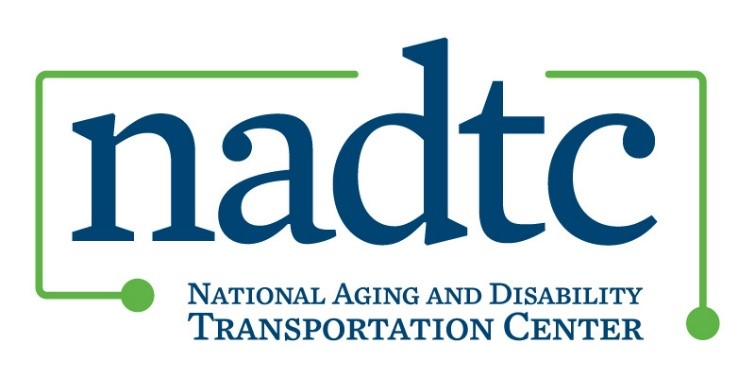 nadtc
National Aging and Disability
Transportation Center